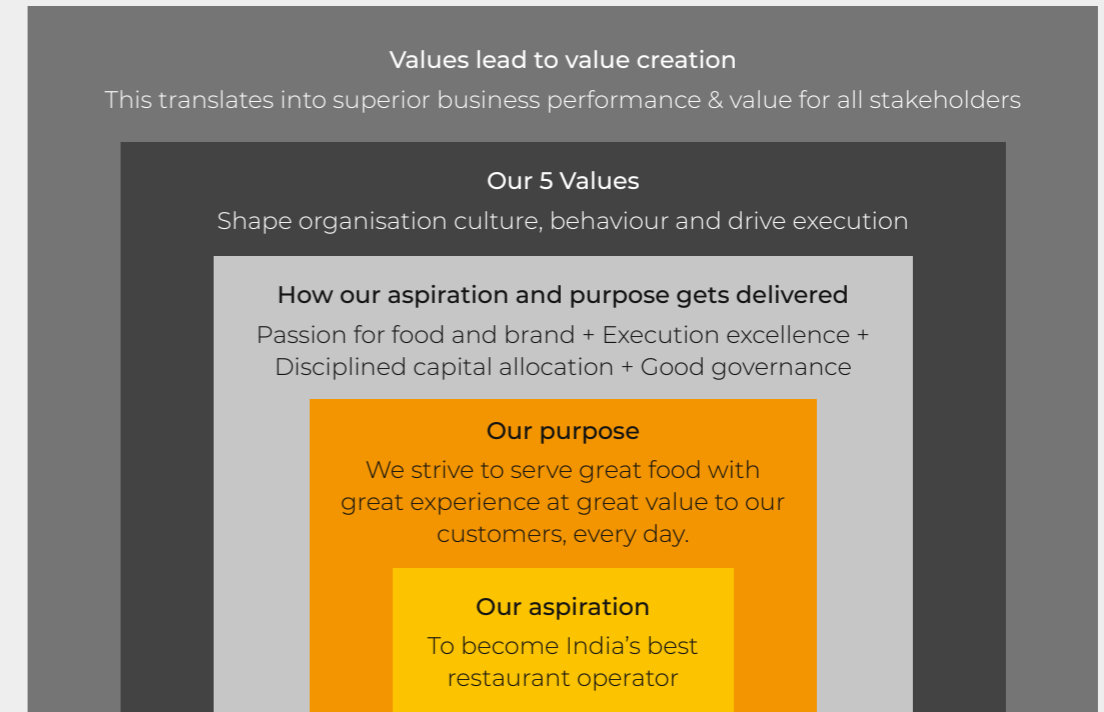 Values lead to value creation
This translates into superior business performance & value for all stakeholders
Our 5 Values
Shape organisation culture, behaviour and drive execution
How our aspiration and purpose gets delivered
Passion for food and brand + Execution excellence +
Disciplined capital allocation + Good governance
Our purpose
We strive to serve great food with
great experience at great value to our
customers, every day.
Our aspiration
To become India’s best
restaurant operator